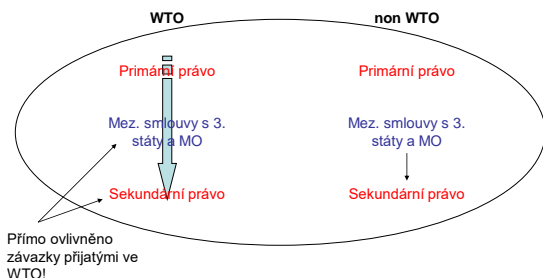 WTO
non WTO
Primární právo
Primární právo
Mez. smlouvy s 3.
státy a MO
Mez. smlouvy s 3.
státy a MO
Sekundární právo
Sekundární právo
Přímo ovlivněno
závazky přijatými ve
WTO!